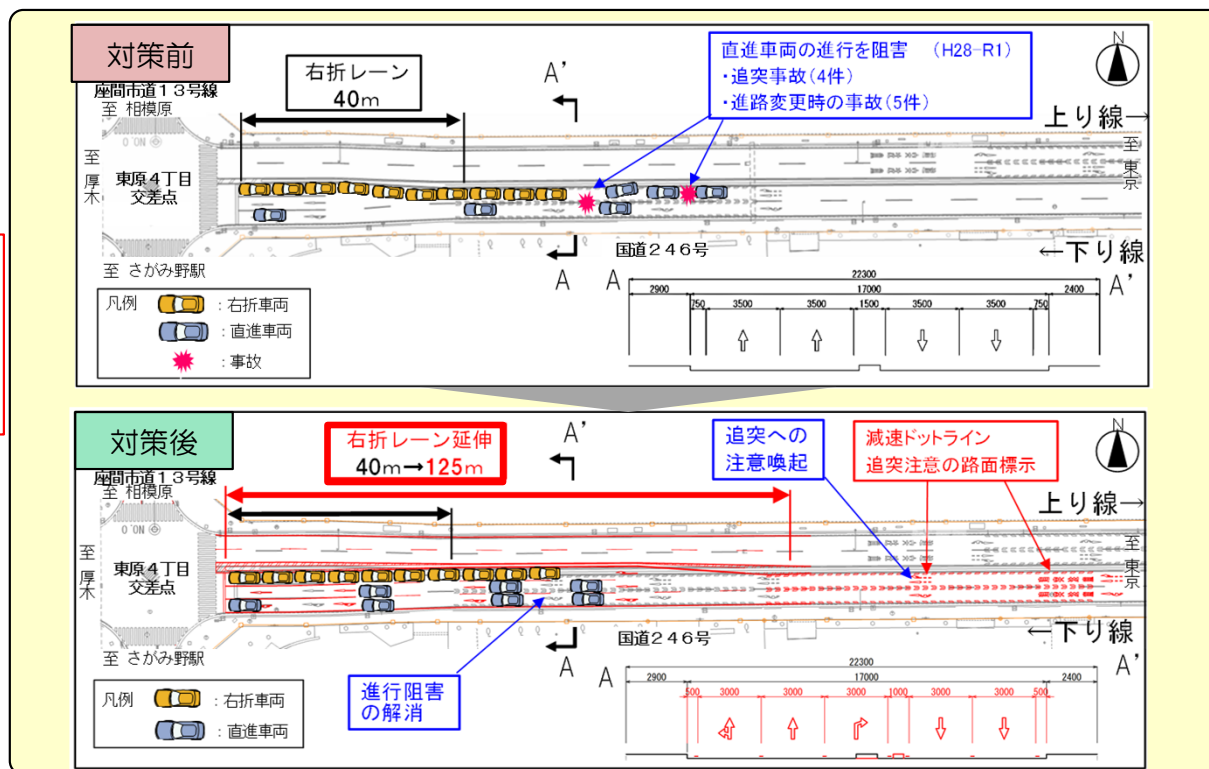 対策前
座間市道１３号線
至 相模原
右折レーン
40m
A'
直進車両の進行を阻害　（H28-R1）
・追突事故（4件）
・進路変更時の事故（5件）
N
上り線→
至 東京
至 厚木
東原４丁目
交差点
至 さがみ野駅
国道２４６号
←下り線
A
A
A'
凡例
：右折車両
：直進車両
：事故
22300
2900
17000
2400
750
3500
3500
1500
3500
3500
750
対策後
座間市道１３号線
至 相模原
右折レーン延伸
40m→125m
A'
追突への
注意喚起
減速ドットライン
追突注意の路面標示
N
上り線→
至 東京
至 厚木
東原４丁目
交差点
至 さがみ野駅
国道２４６号
←下り線
A
A
A'
進行阻害
の解消
凡例
：右折車両
：直進車両
22300
2900
17000
2400
500
3000
3000
3000
1000
3000
3000
500